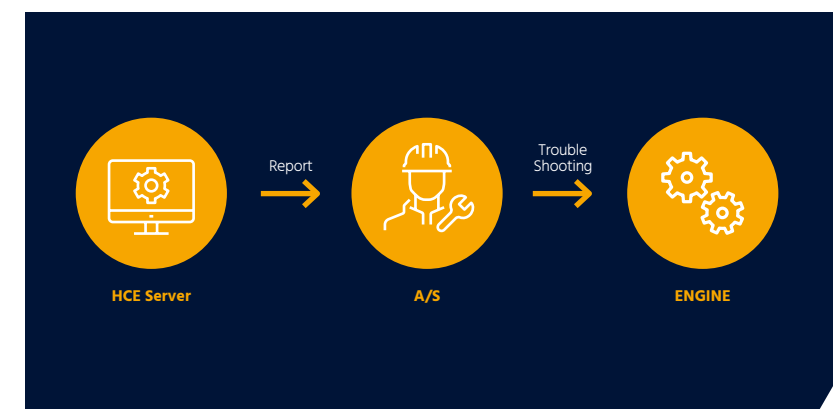 Report
Trouble
Shooting
HCE Server
A/S
ENGINE